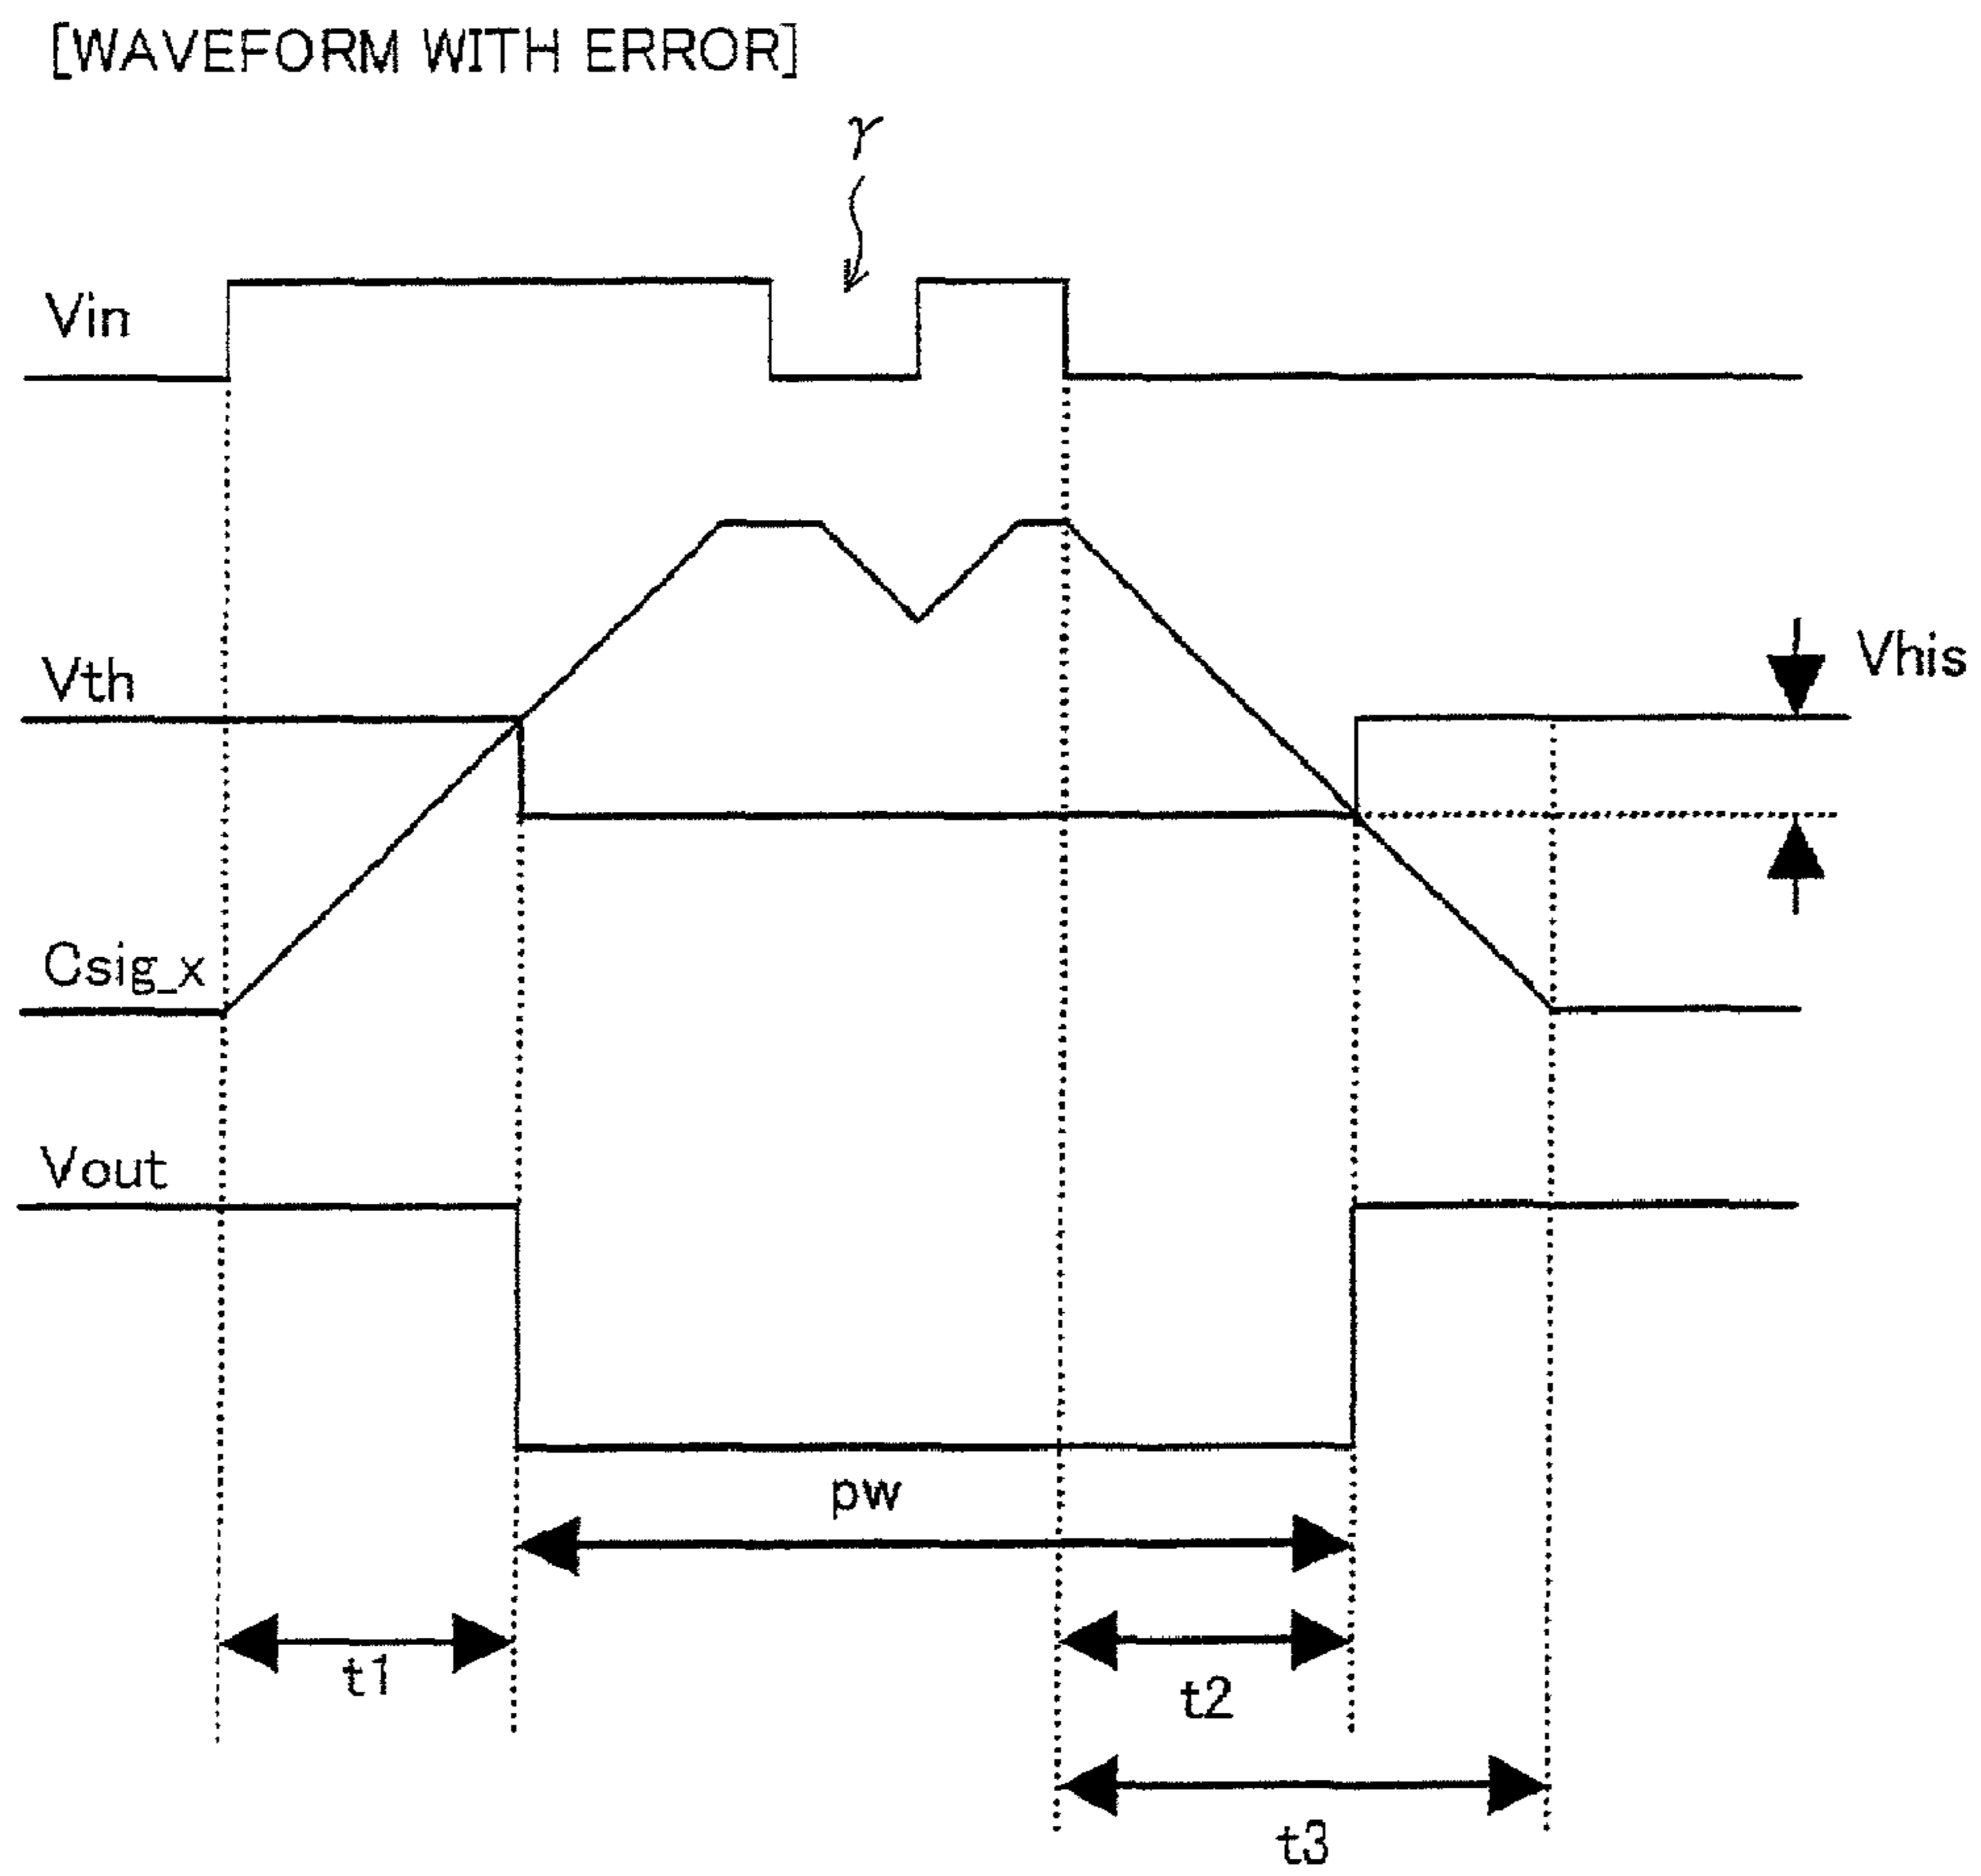 [WAVEFORM WITH ERROR]
γ
Vin
Vth
Vhis
Csig_x
Vout
pw
t1
t2
t3